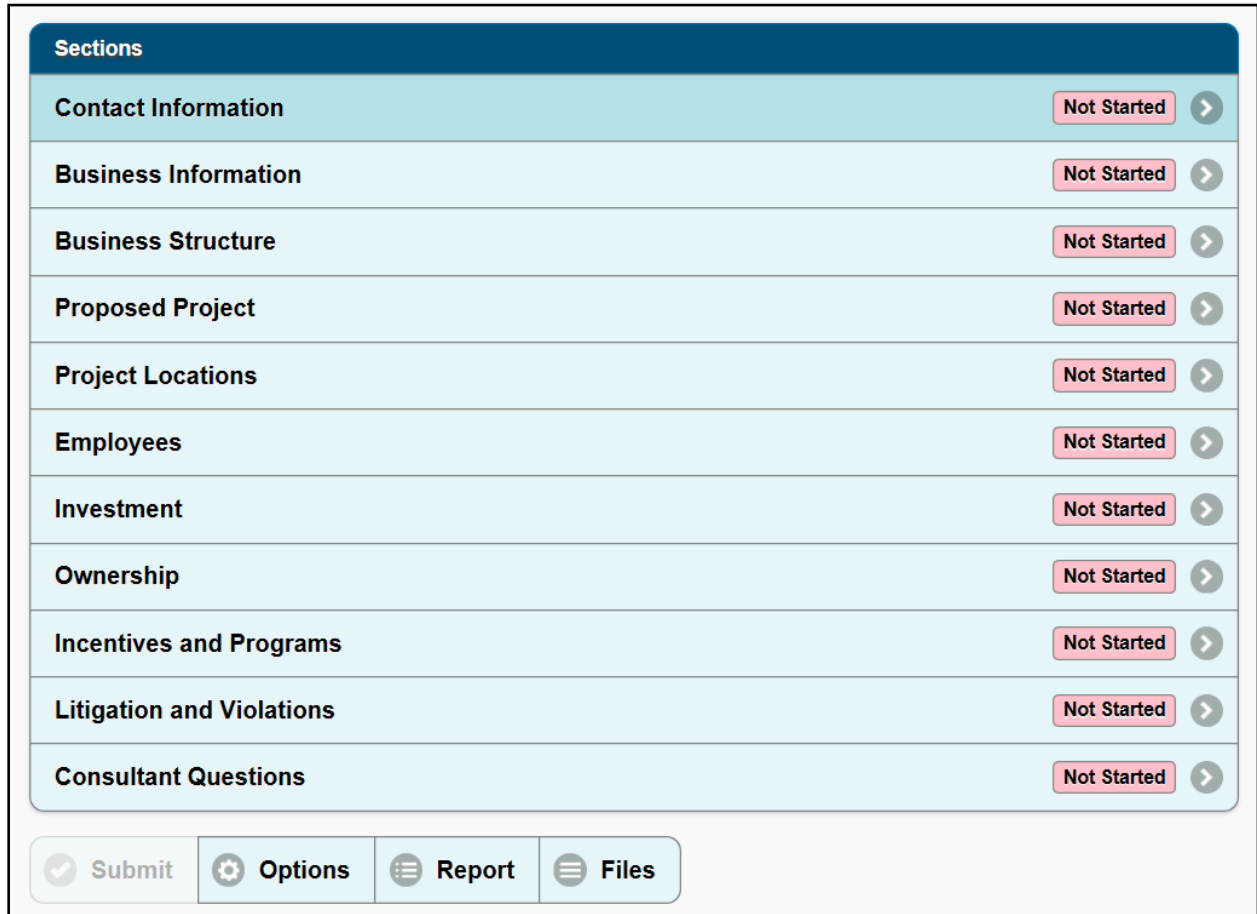 Sections
Contact Information Not Started
Business Information Not Started
Business Structure Not Started
Proposed Project Not Started
Project Locations Not Started
Employees Not Started
Investment Not Started
Ownership Not Started
Incentives and Programs Not Started
Litigation and Violations Not Started
Consultant Questions Not Started
Submit Options Report Files